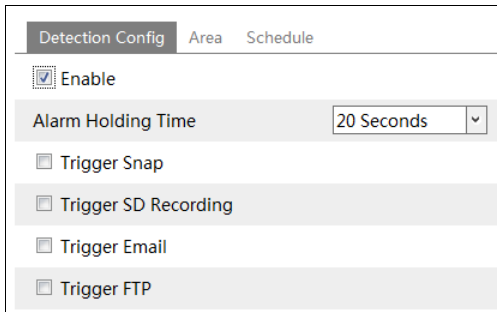 Detection Config Area Schedule
Enable
Alarm Holding Time 20 Seconds
Trigger Snap
Trigger SD Recording
Trigger Email
Trigger FTP